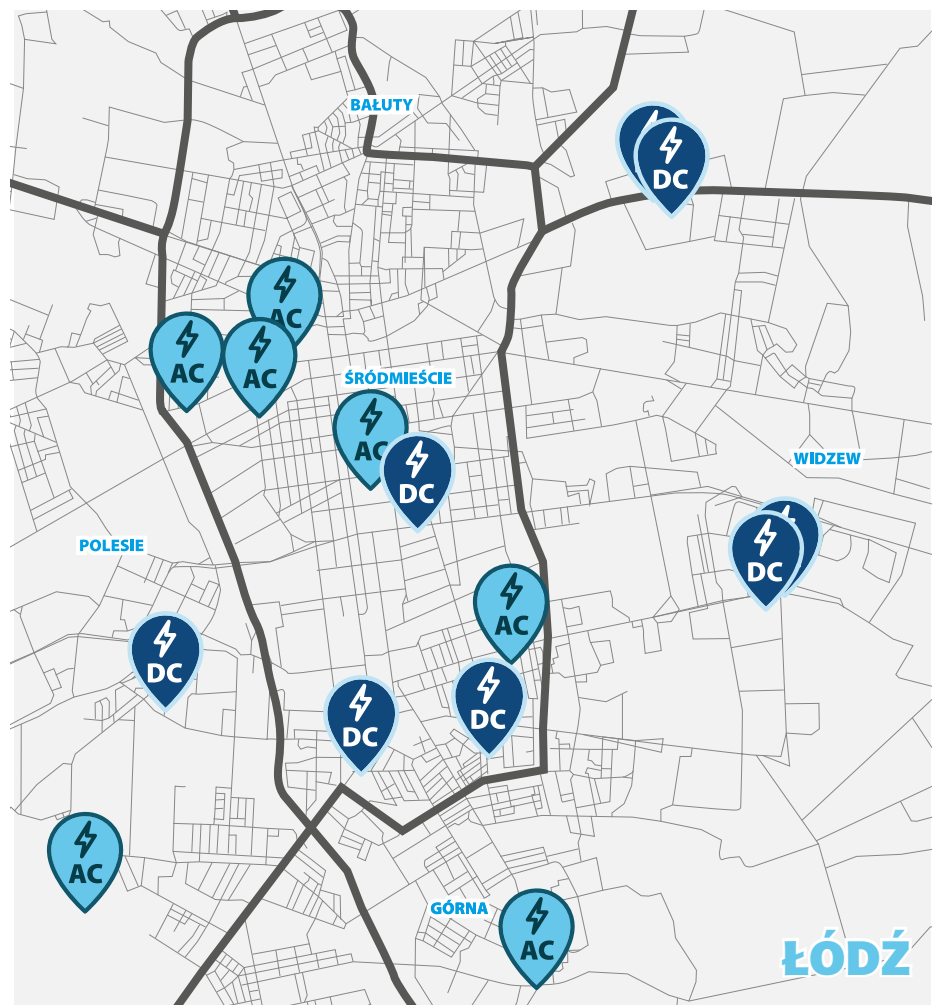 BAŁUTY
DC
AC
AC
AC
ŚRÓDMIEŚCIE
AC
DC
WIDZEW
POLESIE
DC
AC
DC
DC
DC
AC
GÓRNA
AC
ŁÓDŹ